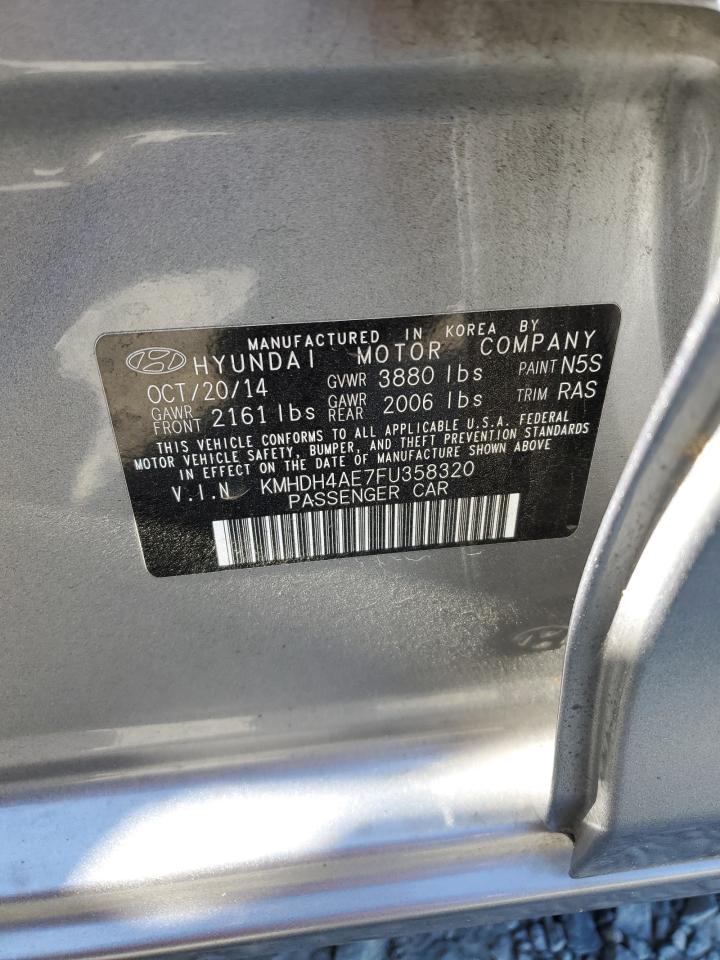 MANUFACTURED IN KOREA BY
HYUNDAI MOTOR COMPANY
OCT/20/14 GVWR 3880 lbs PAINT N5S
GAWR FRONT 2161 lbs GAWR REAR 2006 lbs TRIM RAS
THIS VEHICLE CONFORMS TO ALL APPLICABLE U.S.A. FEDERAL
MOTOR VEHICLE SAFETY, BUMPER, AND THEFT PREVENTION STANDARDS
IN EFFECT ON THE DATE OF MANUFACTURE SHOWN ABOVE
V.I.N KMHDH4AE7FU358320
PASSENGER CAR